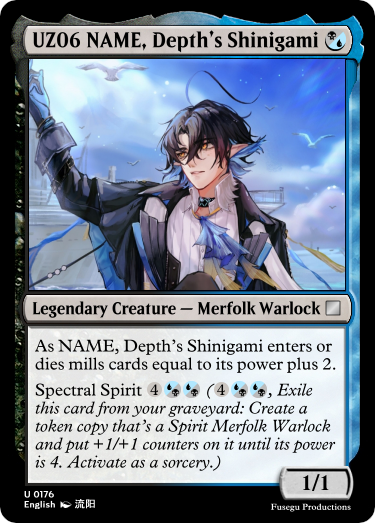 UZ06 NAME, Depth's Shinigami
Legendary Creature — Merfolk Warlock
As NAME, Depth's Shinigami enters or
dies mills cards equal to its power plus 2.
Spectral Spirit 4 (4, Exile
this card from your graveyard: Create a
token copy that's a Spirit Merfolk Warlock
and put +1/+1 counters on it until its power
is 4. Activate as a sorcery.)
1/1
U 0176
English 流阳
Fusegu Productions